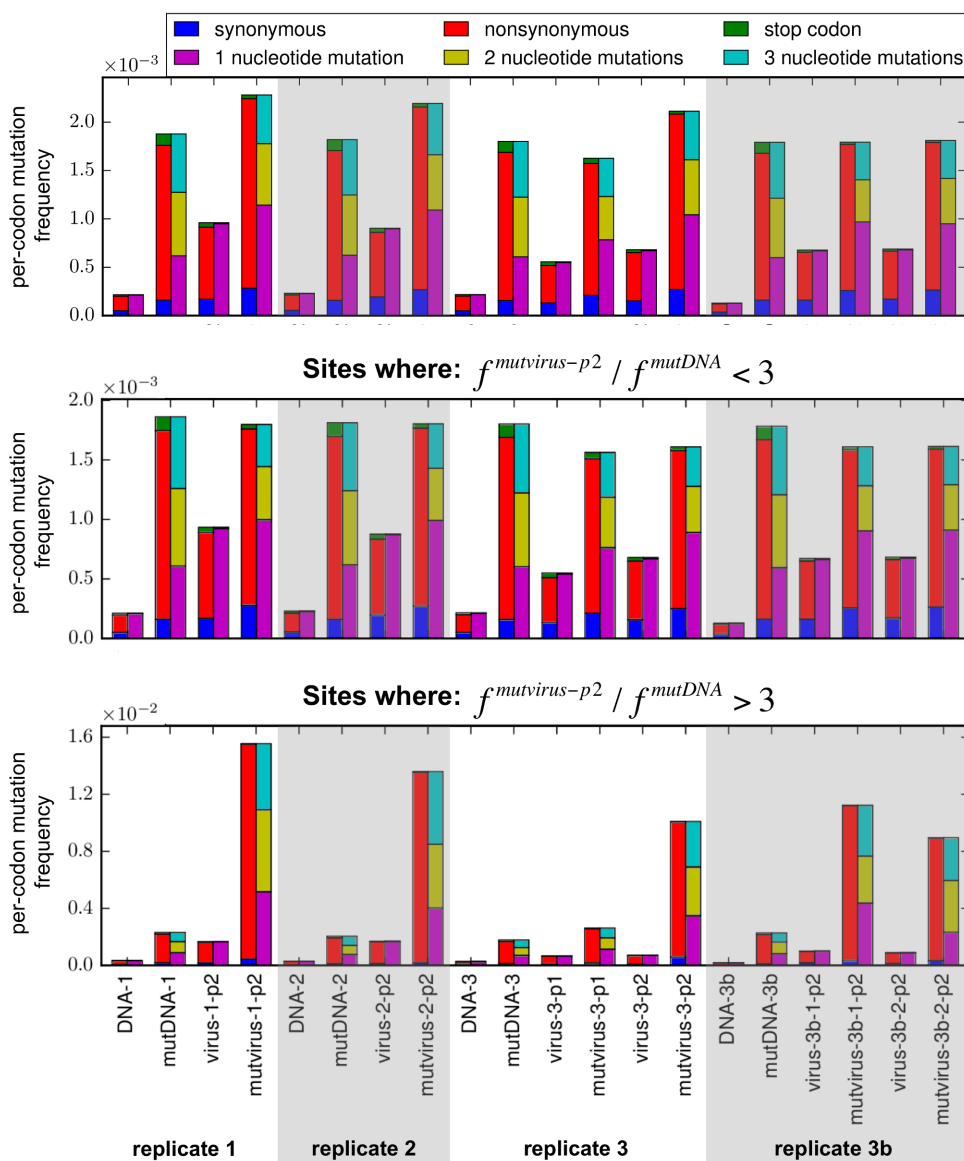 synonymous nonsynonymous stop codon
1 nucleotide mutation 2 nucleotide mutations 3 nucleotide mutations
×10⁻³
2.0
1.5
1.0
0.5
0.0
per-codon mutation
frequency
Sites where: f^{mutvirus−p2} / f^{mutDNA} < 3
×10⁻³
2.0
1.5
1.0
0.5
0.0
per-codon mutation
frequency
Sites where: f^{mutvirus−p2} / f^{mutDNA} > 3
×10⁻²
1.6
1.2
0.8
0.4
0.0
per-codon mutation
frequency
DNA-1
mutDNA-1
virus-1-p2
mutvirus-1-p2
DNA-2
mutDNA-2
virus-2-p2
mutvirus-2-p2
DNA-3
mutDNA-3
virus-3-p1
mutvirus-3-p1
virus-3-p2
mutvirus-3-p2
DNA-3b
mutDNA-3b
virus-3b-1-p2
mutvirus-3b-1-p2
virus-3b-2-p2
mutvirus-3b-2-p2
replicate 1 replicate 2 replicate 3 replicate 3b